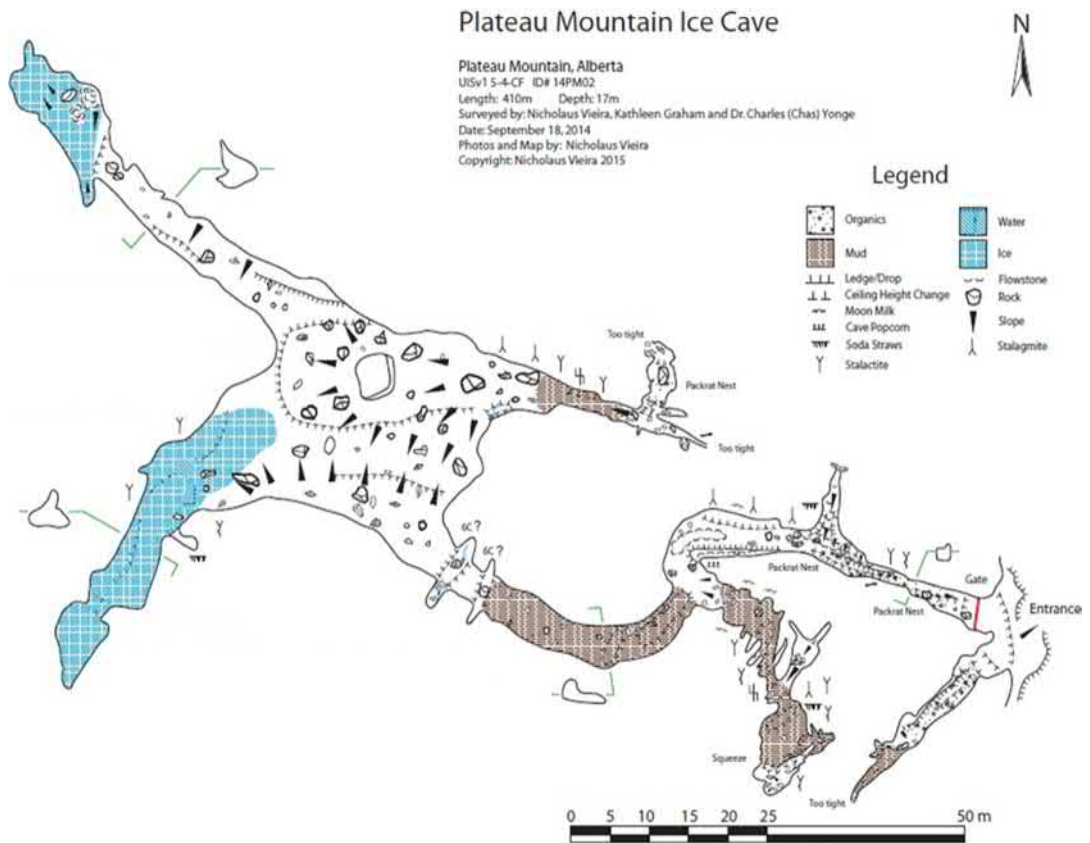 Plateau Mountain Ice Cave
N
Plateau Mountain, Alberta
UISv1 5-4-CF ID# 14PM02
Length: 410m Depth: 17m
Surveyed by: Nicholaus Vieira, Kathleen Graham and Dr. Charles (Chas) Yonge
Date: September 18, 2014
Photos and Map by: Nicholaus Vieira
Copyright: Nicholaus Vieira 2015
Legend
Organics
Mud
Ledge/Drop
Ceiling Height Change
Moon Milk
Cave Popcorn
Soda Straws
Stalactite
Water
Ice
Flowstone
Rock
Slope
Stalagmite
Too tight
Packrat Nest
Too tight
6C ?
6C ?
Packrat Nest
Packrat Nest
Gate
Entrance
Squeeze
Too tight
0 5 10 15 20 25 50 m